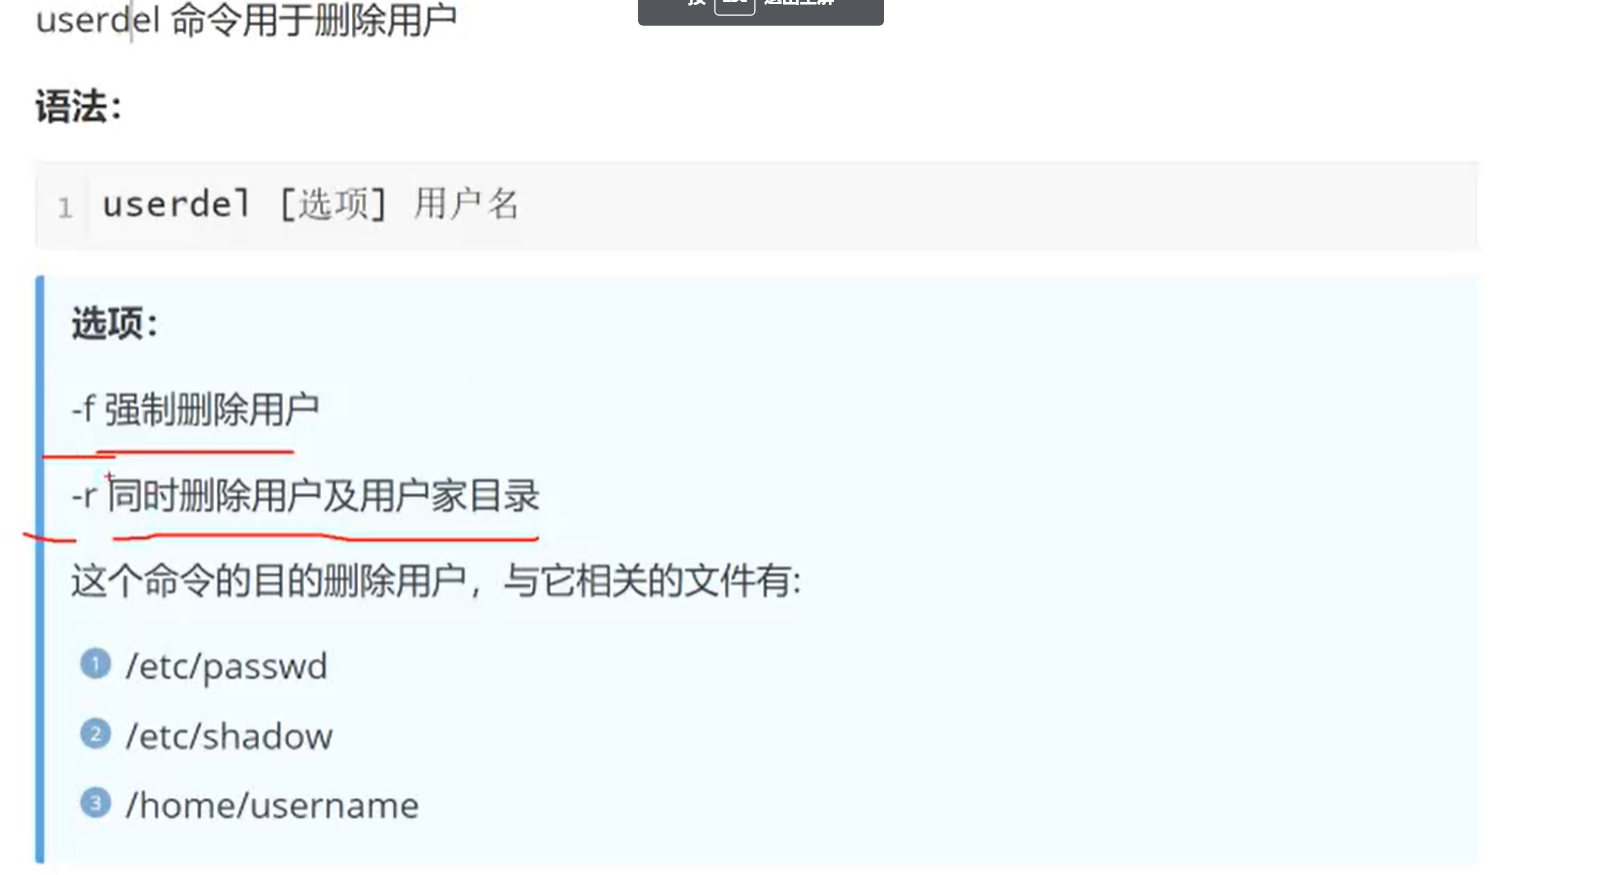 userdel 命令用于删除用户
语法：
1 userdel [选项] 用户名
选项：
-f 强制删除用户
-r 同时删除用户及用户家目录
这个命令的目的删除用户，与它相关的文件有:
1 /etc/passwd
2 /etc/shadow
3 /home/username